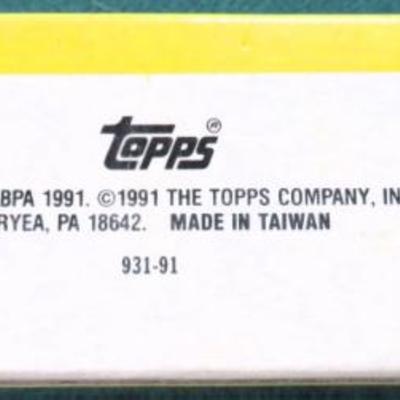 Topps®
BPA 1991. ©1991 THE TOPPS COMPANY, IN
RYEA, PA 18642. MADE IN TAIWAN
931-91